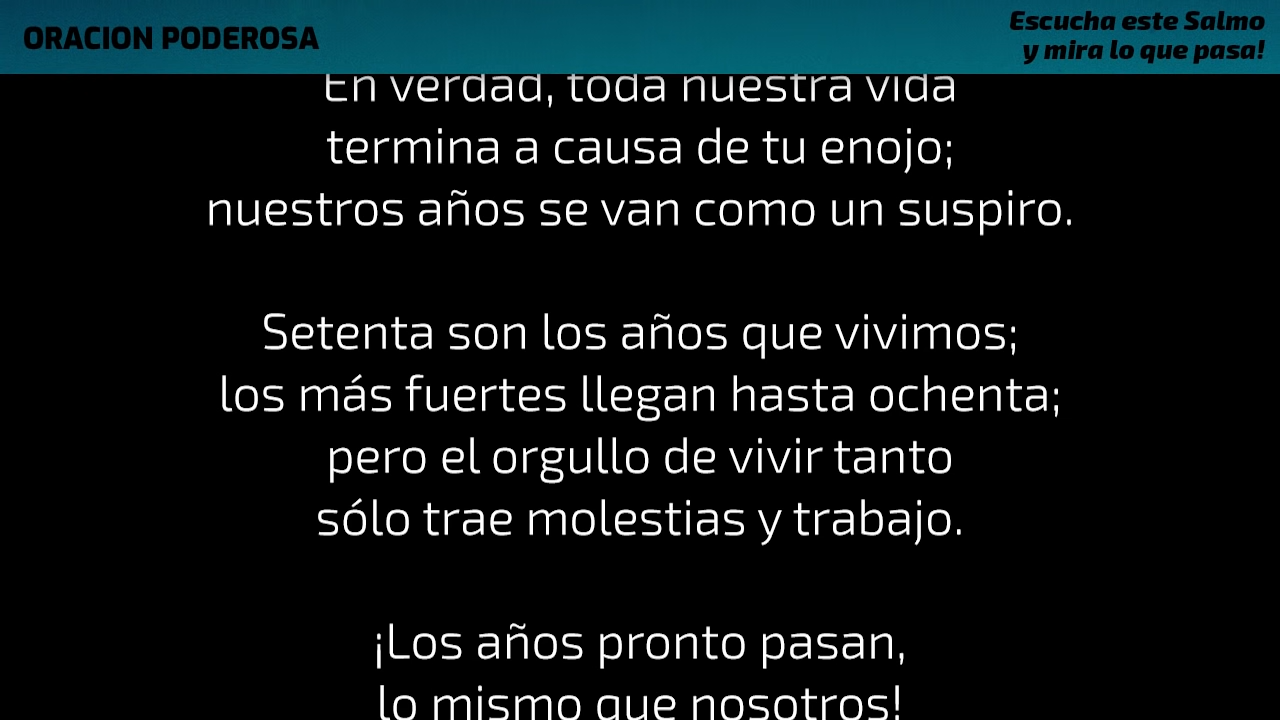 ORACION PODEROSA
Escucha este Salmo
y mira lo que pasa!
En verdad, toda nuestra vida
termina a causa de tu enojo;
nuestros años se van como un suspiro.
Setenta son los años que vivimos;
los más fuertes llegan hasta ochenta;
pero el orgullo de vivir tanto
sólo trae molestias y trabajo.
¡Los años pronto pasan,
lo mismo que nosotros!